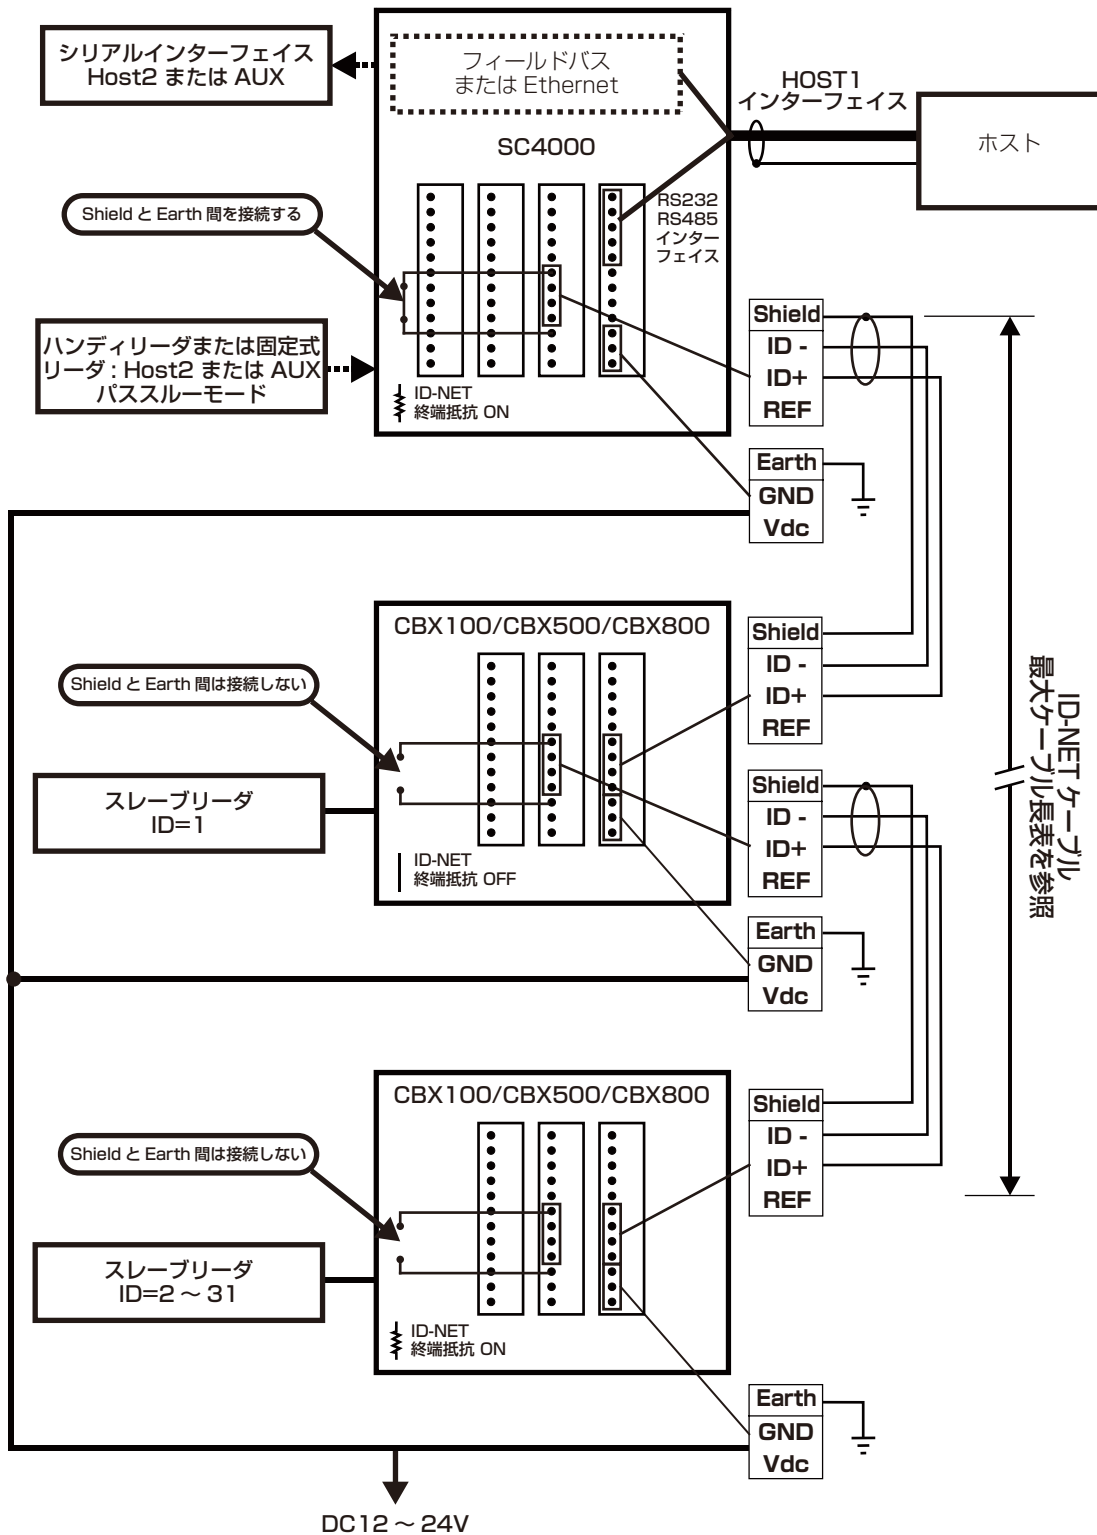 シリアルインターフェイス
Host2 または AUX
フィールドバス
または Ethernet
SC4000
HOST1
インターフェイス
ホスト
RS232
RS485
インター
フェイス
Shield と Earth 間を接続する
ハンディリーダまたは固定式
リーダ : Host2 または AUX
パススルーモード
ID-NET
終端抵抗 ON
Shield
ID -
ID+
REF
Earth
GND
Vdc
CBX100/CBX500/CBX800
Shield と Earth 間は接続しない
スレーブリーダ
ID=1
ID-NET
終端抵抗 OFF
Shield
ID -
ID+
REF
Shield
ID -
ID+
REF
Earth
GND
Vdc
ID-NET ケーブル
最大ケーブル長表を参照
CBX100/CBX500/CBX800
Shield と Earth 間は接続しない
スレーブリーダ
ID=2 ～ 31
ID-NET
終端抵抗 ON
Shield
ID -
ID+
REF
Earth
GND
Vdc
DC12 ～ 24V